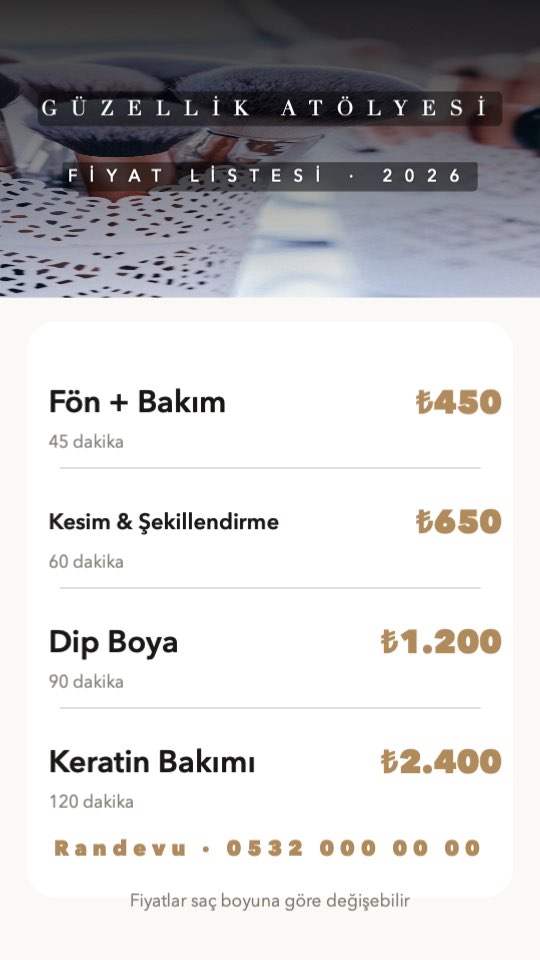 GÜZELLİK ATÖLYESİ
FİYAT LİSTESİ · 2026
Fön + Bakım ₺450
45 dakika
Kesim & Şekillendirme ₺650
60 dakika
Dip Boya ₺1.200
90 dakika
Keratin Bakımı ₺2.400
120 dakika
Randevu · 0532 000 00 00
Fiyatlar saç boyuna göre değişebilir